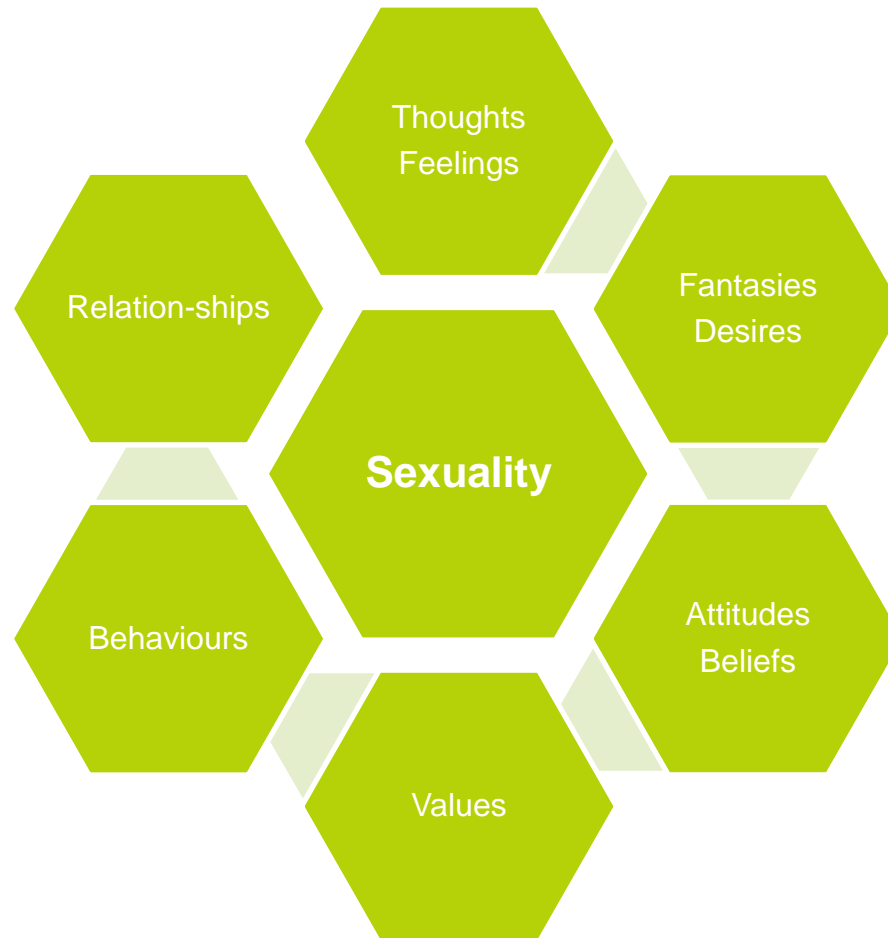 Thoughts
Feelings
Fantasies
Desires
Attitudes
Beliefs
Values
Behaviours
Relation-ships
Sexuality